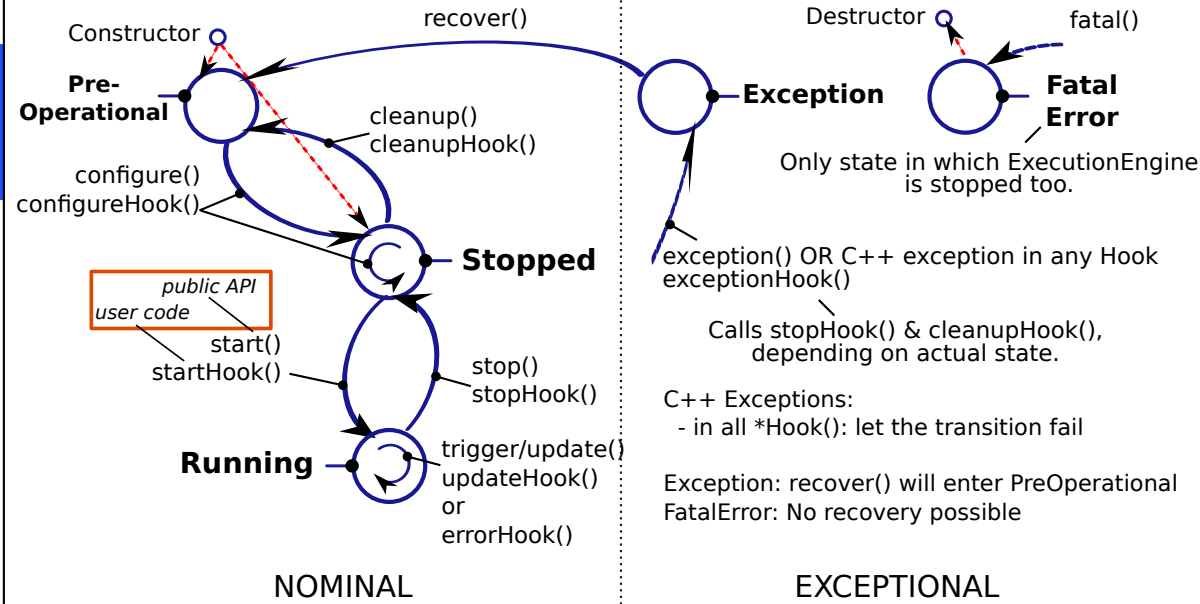 recover()
Constructor
Pre-
Operational
cleanup()
cleanupHook()
configure()
configureHook()
Stopped
public API
user code
start()
startHook()
stop()
stopHook()
Running
trigger/update()
updateHook()
or
errorHook()
NOMINAL
Destructor
fatal()
Exception
Fatal
Error
Only state in which ExecutionEngine
is stopped too.
exception() OR C++ exception in any Hook
exceptionHook()
Calls stopHook() & cleanupHook(),
depending on actual state.
C++ Exceptions:
- in all *Hook(): let the transition fail
Exception: recover() will enter PreOperational
FatalError: No recovery possible
EXCEPTIONAL